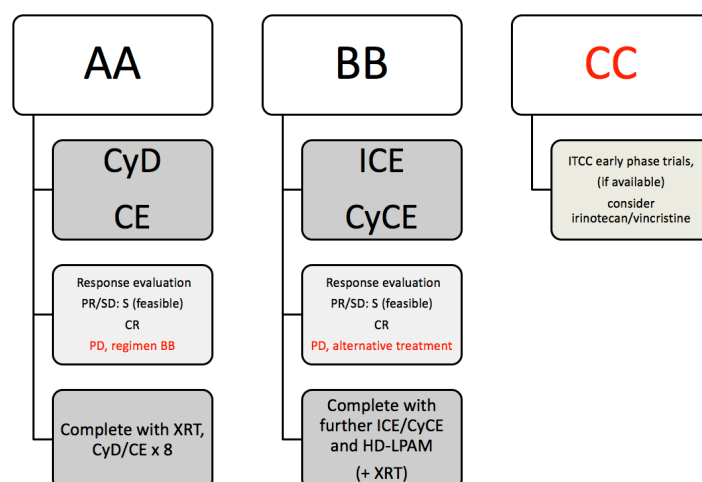 AA
CyD
CE
Response evaluation
PR/SD: S (feasible)
CR
PD, regimen BB
Complete with XRT,
CyD/CE x 8
BB
ICE
CyCE
Response evaluation
PR/SD: S (feasible)
CR
PD, alternative treatment
Complete with
further ICE/CyCE
and HD-LPAM
(+ XRT)
CC
ITCC early phase trials,
(if available)
consider
irinotecan/vincristine